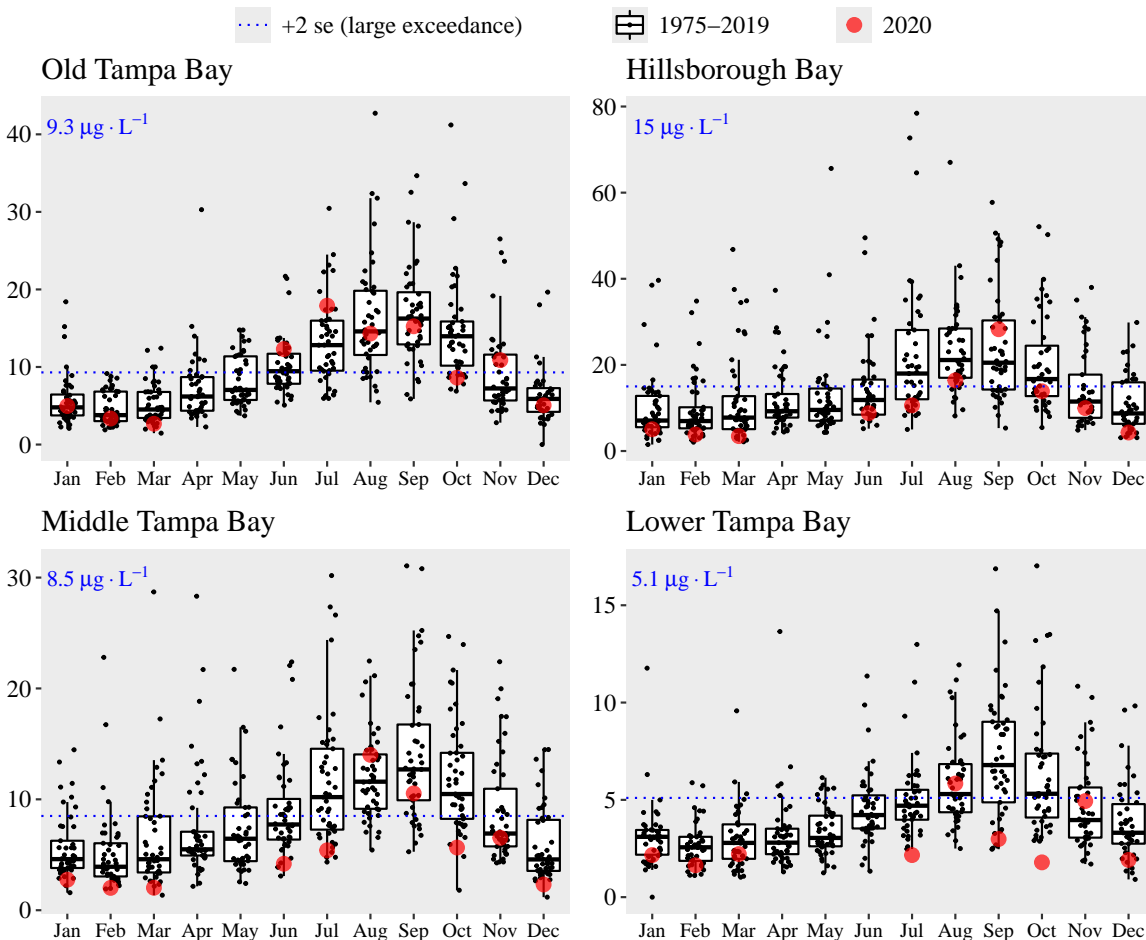 +2 se (large exceedance) 1975−2019 2020
Old Tampa Bay Hillsborough Bay
9.3 μg · L⁻¹ 15 μg · L⁻¹
40
30
20
10
0
80
60
40
20
0
Jan Feb Mar Apr May Jun Jul Aug Sep Oct Nov Dec
Jan Feb Mar Apr May Jun Jul Aug Sep Oct Nov Dec
Middle Tampa Bay Lower Tampa Bay
8.5 μg · L⁻¹ 5.1 μg · L⁻¹
30
20
10
0
15
10
5
0
Jan Feb Mar Apr May Jun Jul Aug Sep Oct Nov Dec
Jan Feb Mar Apr May Jun Jul Aug Sep Oct Nov Dec